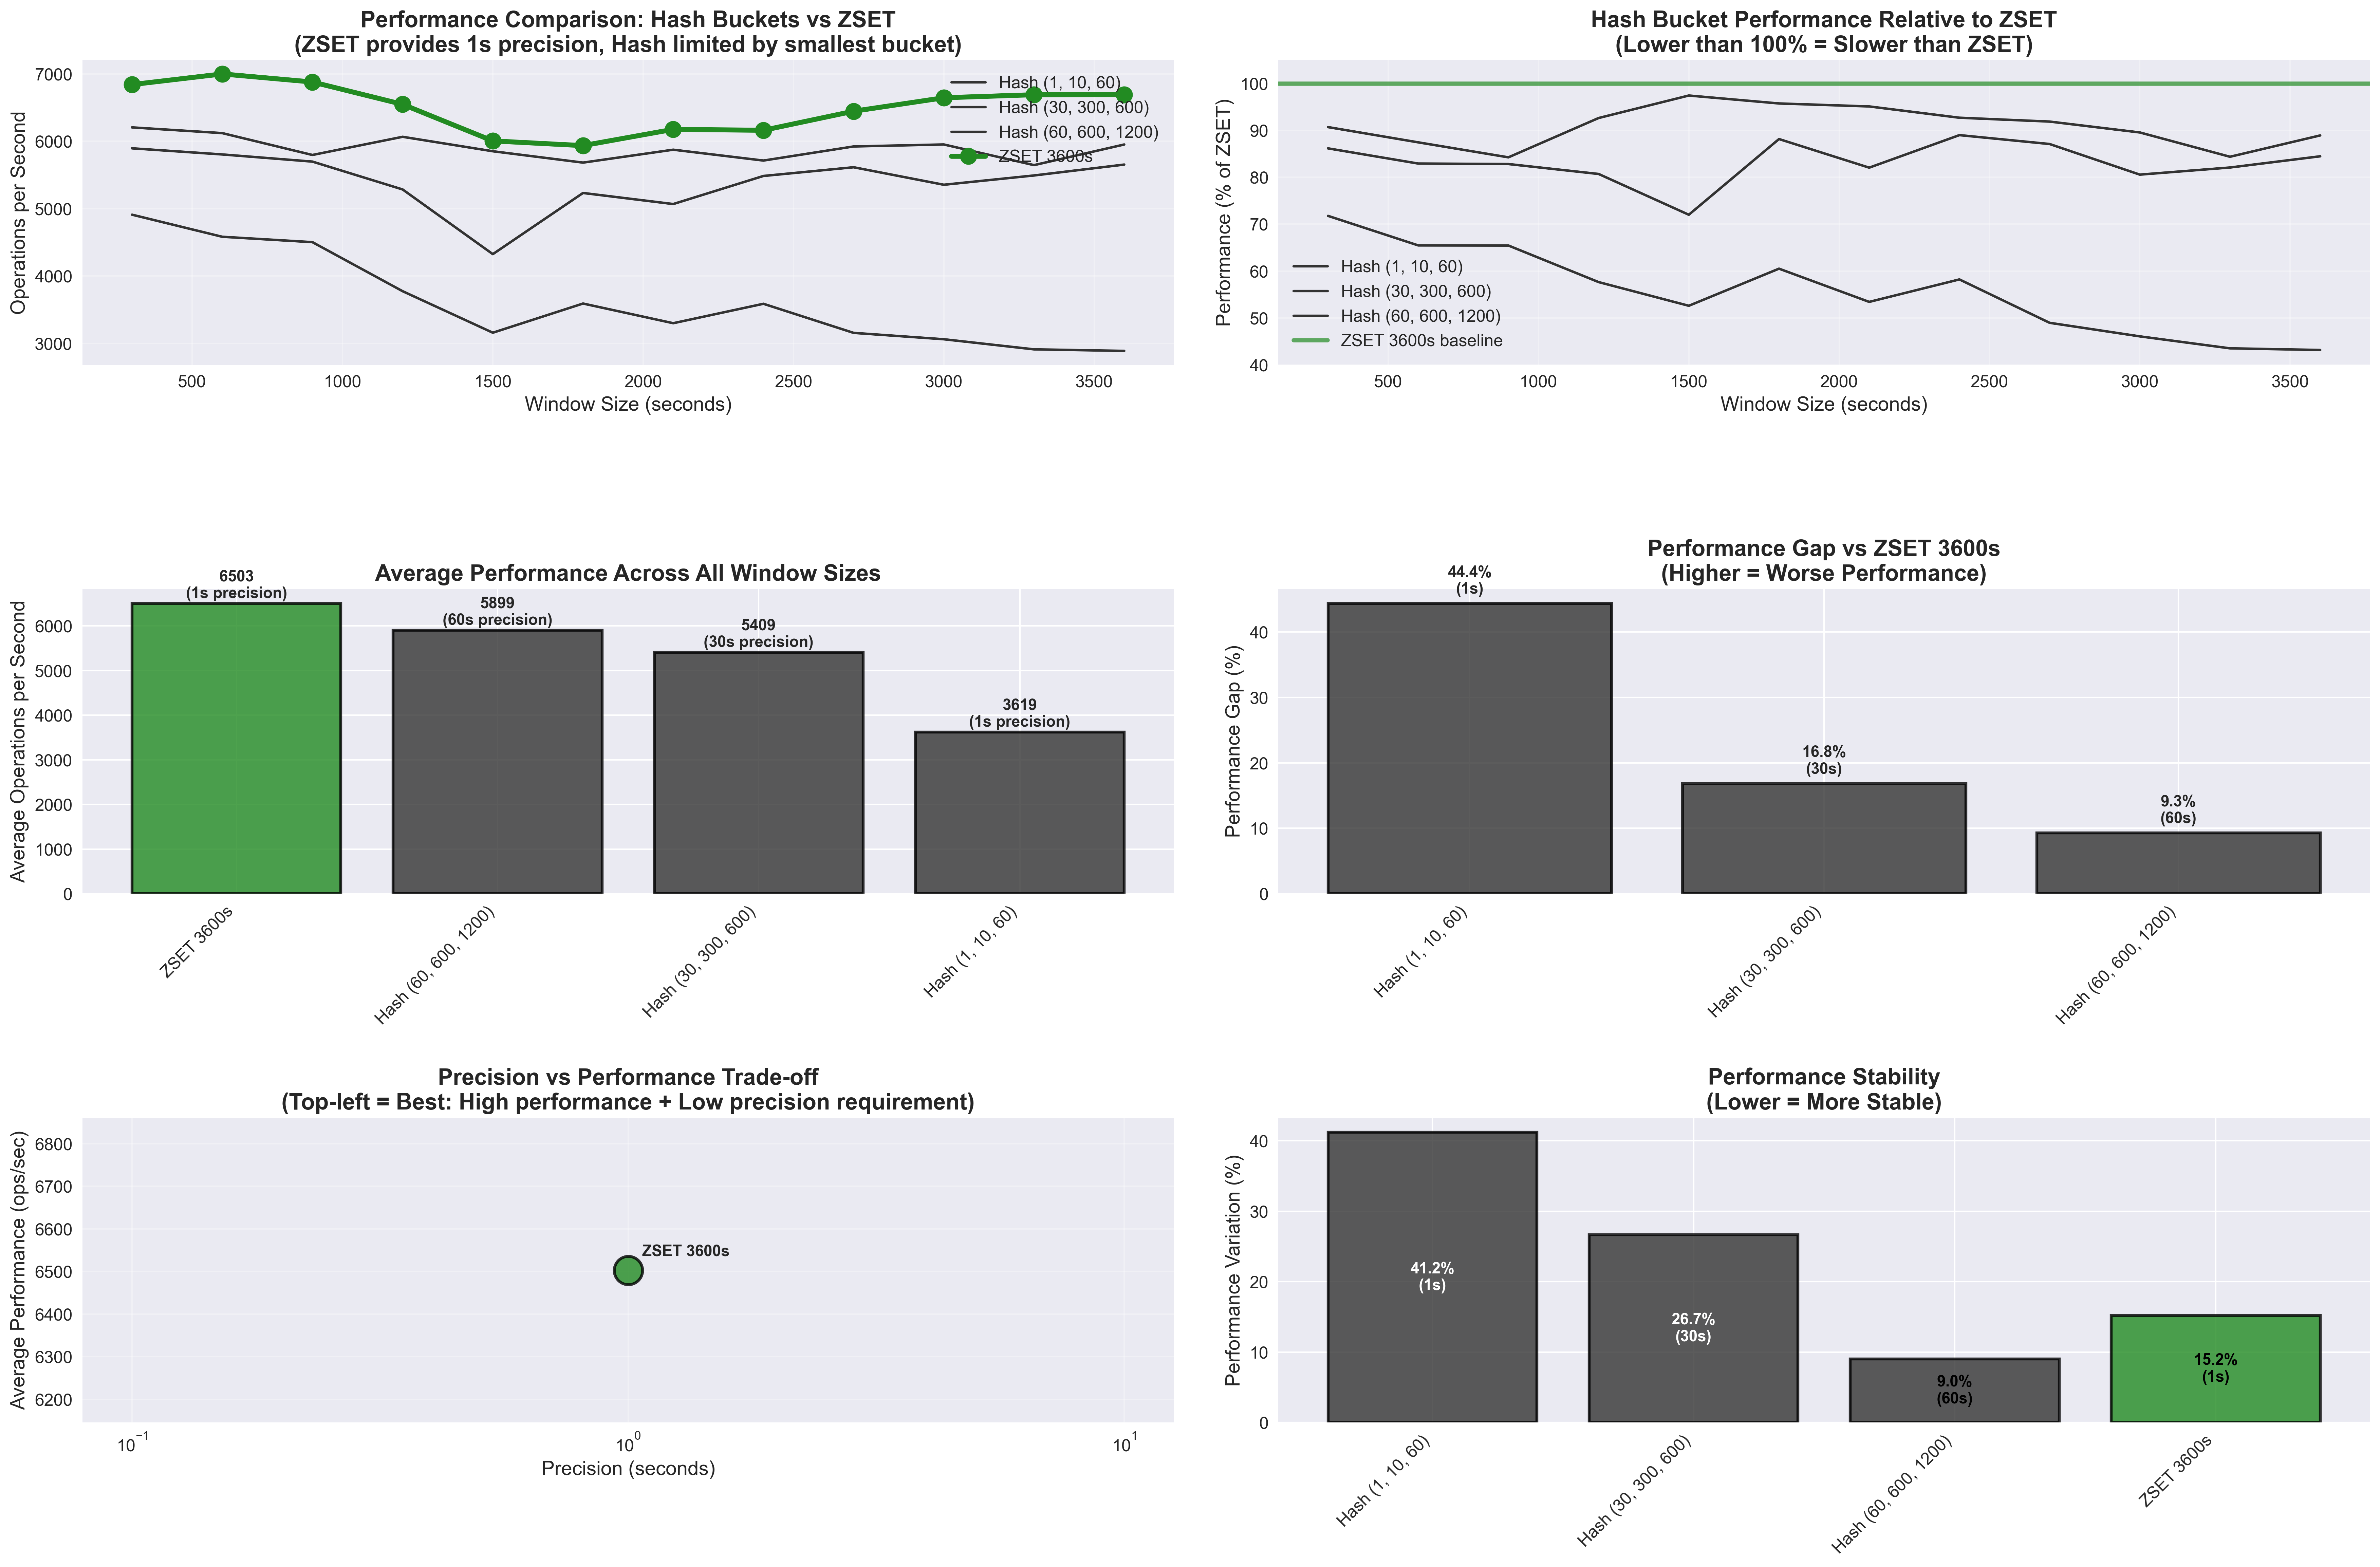 Performance Comparison: Hash Buckets vs ZSET
(ZSET provides 1s precision, Hash limited by smallest bucket)
7000
6000
5000
4000
3000
Operations per Second
Hash (1, 10, 60)
Hash (30, 300, 600)
Hash (60, 600, 1200)
ZSET 3600s
500 1000 1500 2000 2500 3000 3500
Window Size (seconds)
Hash Bucket Performance Relative to ZSET
(Lower than 100% = Slower than ZSET)
100
90
80
70
60
50
40
Performance (% of ZSET)
Hash (1, 10, 60)
Hash (30, 300, 600)
Hash (60, 600, 1200)
ZSET 3600s baseline
500 1000 1500 2000 2500 3000 3500
Window Size (seconds)
Average Performance Across All Window Sizes
6503
(1s precision)
5899
(60s precision)
5409
(30s precision)
3619
(1s precision)
6000
5000
4000
3000
2000
1000
0
Average Operations per Second
ZSET 3600s
Hash (60, 600, 1200)
Hash (30, 300, 600)
Hash (1, 10, 60)
Performance Gap vs ZSET 3600s
(Higher = Worse Performance)
44.4%
(1s)
16.8%
(30s)
9.3%
(60s)
40
30
20
10
0
Performance Gap (%)
Hash (1, 10, 60)
Hash (30, 300, 600)
Hash (60, 600, 1200)
Precision vs Performance Trade-off
(Top-left = Best: High performance + Low precision requirement)
6800
6700
6600
6500
6400
6300
6200
Average Performance (ops/sec)
ZSET 3600s
10⁻¹ 10⁰ 10¹
Precision (seconds)
Performance Stability
(Lower = More Stable)
40
30
20
10
0
Performance Variation (%)
41.2%
(1s)
26.7%
(30s)
9.0%
(60s)
15.2%
(1s)
Hash (1, 10, 60)
Hash (30, 300, 600)
Hash (60, 600, 1200)
ZSET 3600s